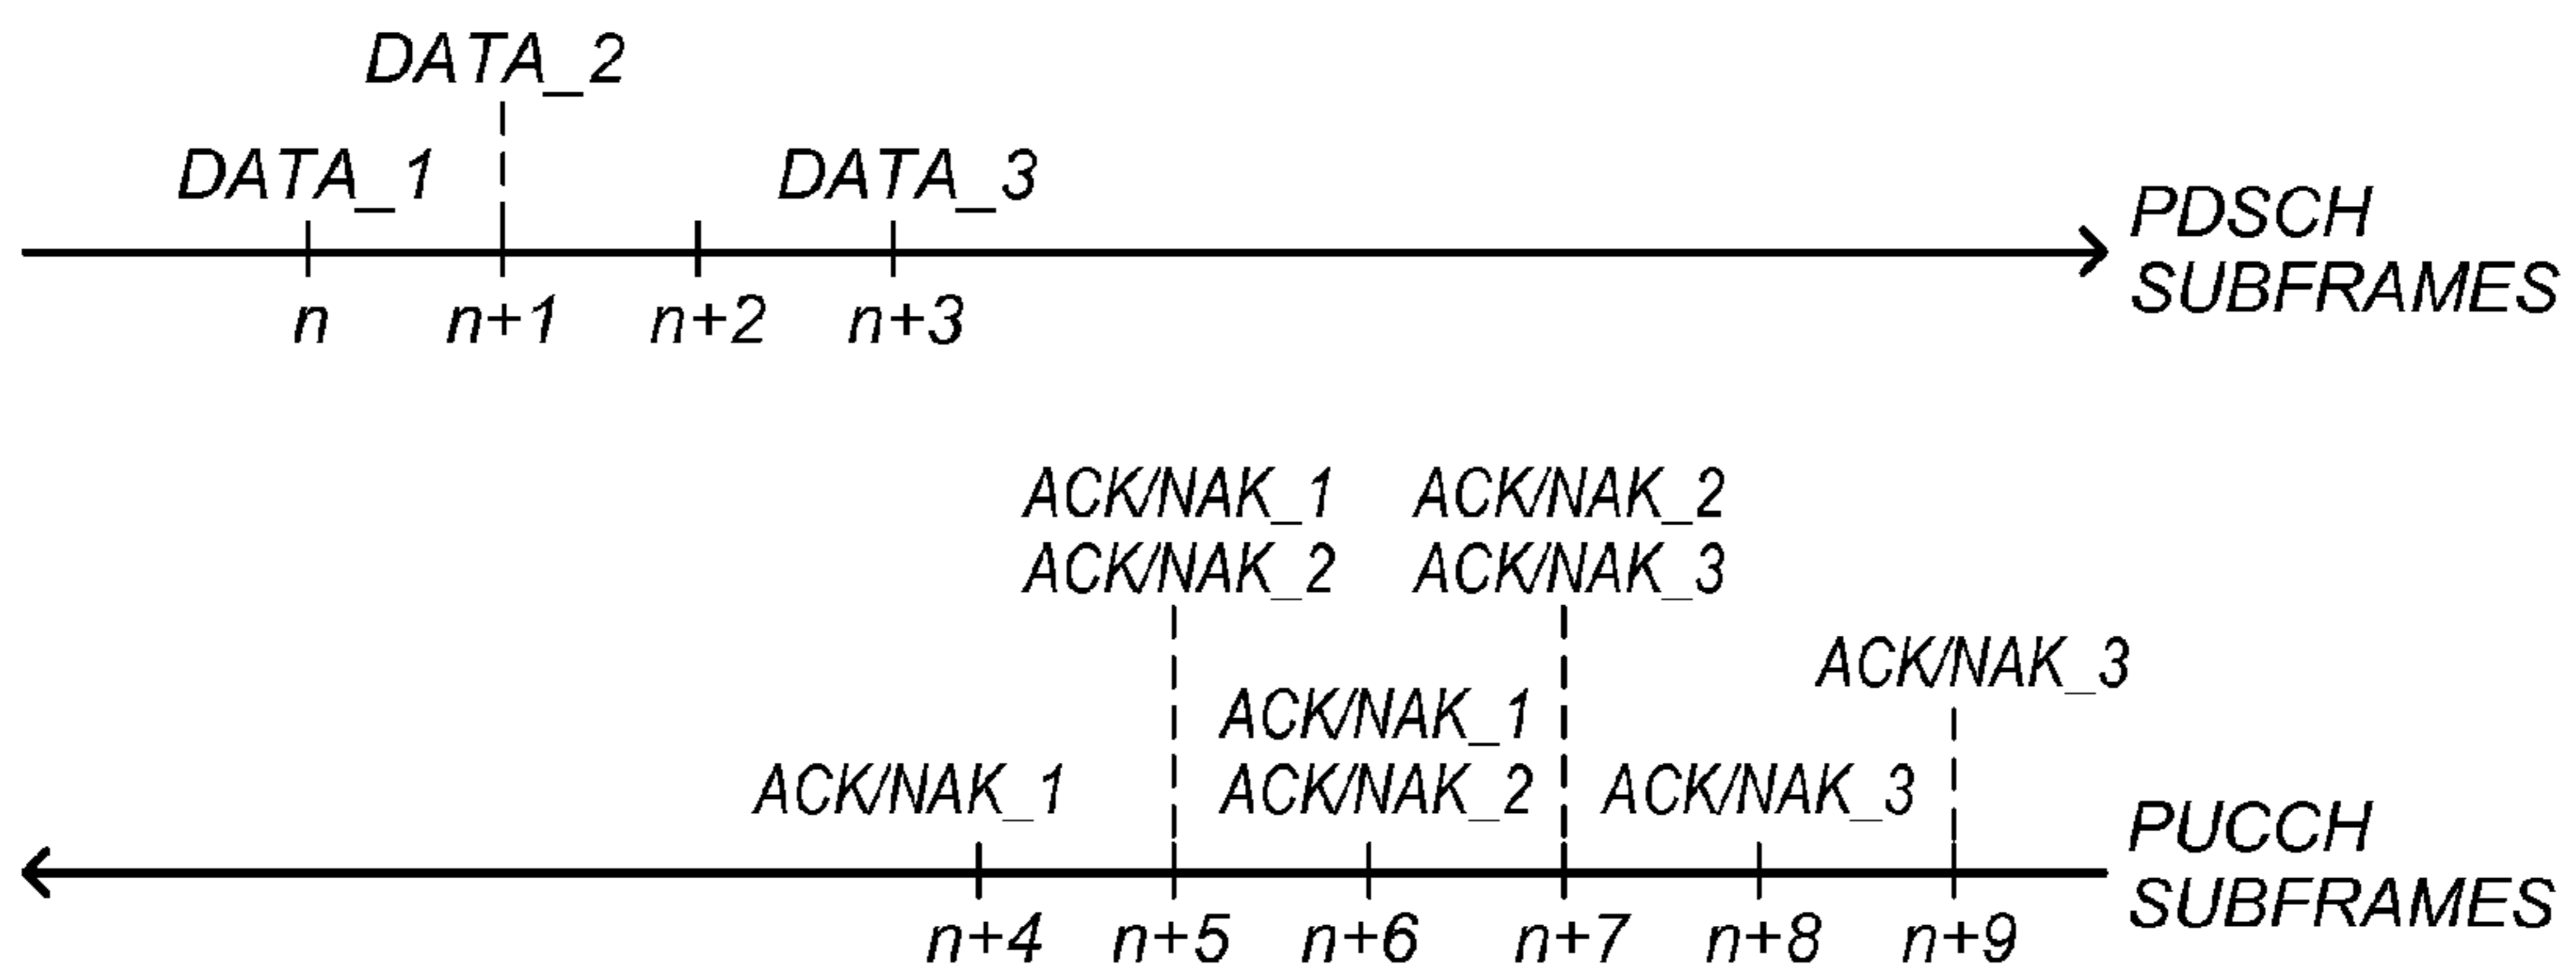 DATA_2
DATA_1
DATA_3
PDSCH
SUBFRAMES
n
n+1
n+2
n+3
ACK/NAK_1
ACK/NAK_2
ACK/NAK_2
ACK/NAK_3
ACK/NAK_3
ACK/NAK_1
ACK/NAK_2
ACK/NAK_1
ACK/NAK_3
PUCCH
SUBFRAMES
n+4
n+5
n+6
n+7
n+8
n+9